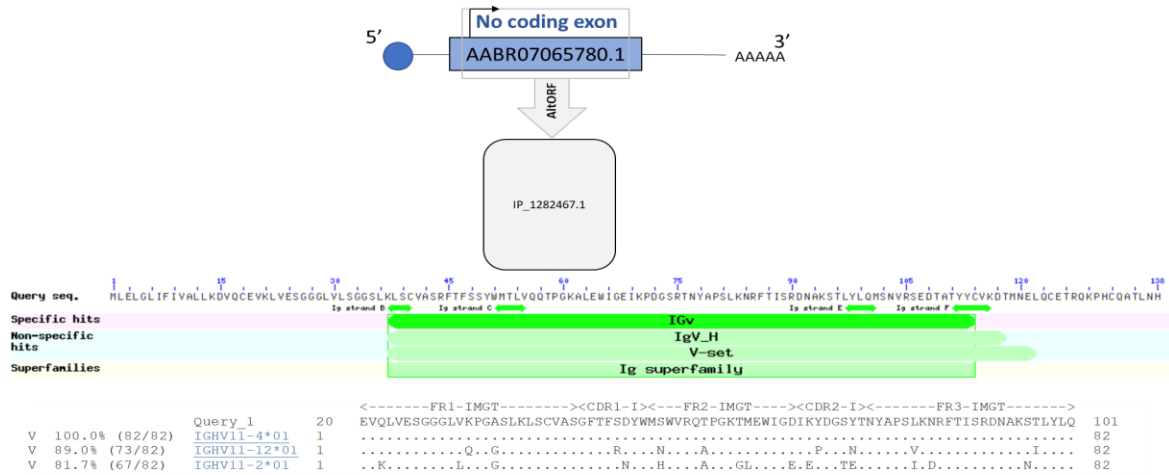 No coding exon
5’
AABR07065780.1
3’
AAAAA
AltORF
IP_1282467.1
1 15 30 45 60 75 90 105 120 138
Query seq. MLELGLIFIVALLKDVQCEVKLVESGGGLVLSGGSLKLSCVASRFTFSSYWMTLVQQTPGKALEWIGEIKPDGSRTNYAPSLKNRFTISRDNAKSTLYLQMSNVRSEDTATYYCVKDTMNELQCETRQKPHCQATLNH
Ig strand B Ig strand C Ig strand E Ig strand F
Specific hits IGv
Non-specific hits IgV_H
V-set
Superfamilies Ig superfamily
<-------FR1-IMGT--------><CDR1-I><---FR2-IMGT----><CDR2-I><-----FR3-IMGT------->
Query_1 20 EVQLVESGGGLVKPGASLKLSCVASGFTFSDYWMSWVRQTPGKTMEWIGDIKYDGSYTNYAPSLKNRFTISRDNAKSTLYLQ 101
V 100.0% (82/82) IGHV11-4*01 1 .................................................................................. 82
V 89.0% (73/82) IGHV11-12*01 1 ............Q..G.............R....N....A............P...N......V.............N.... 82
V 81.7% (67/82) IGHV11-2*01 1 ..K........L...G..............N...H....A...GL....E.E...TE......I.D................ 82